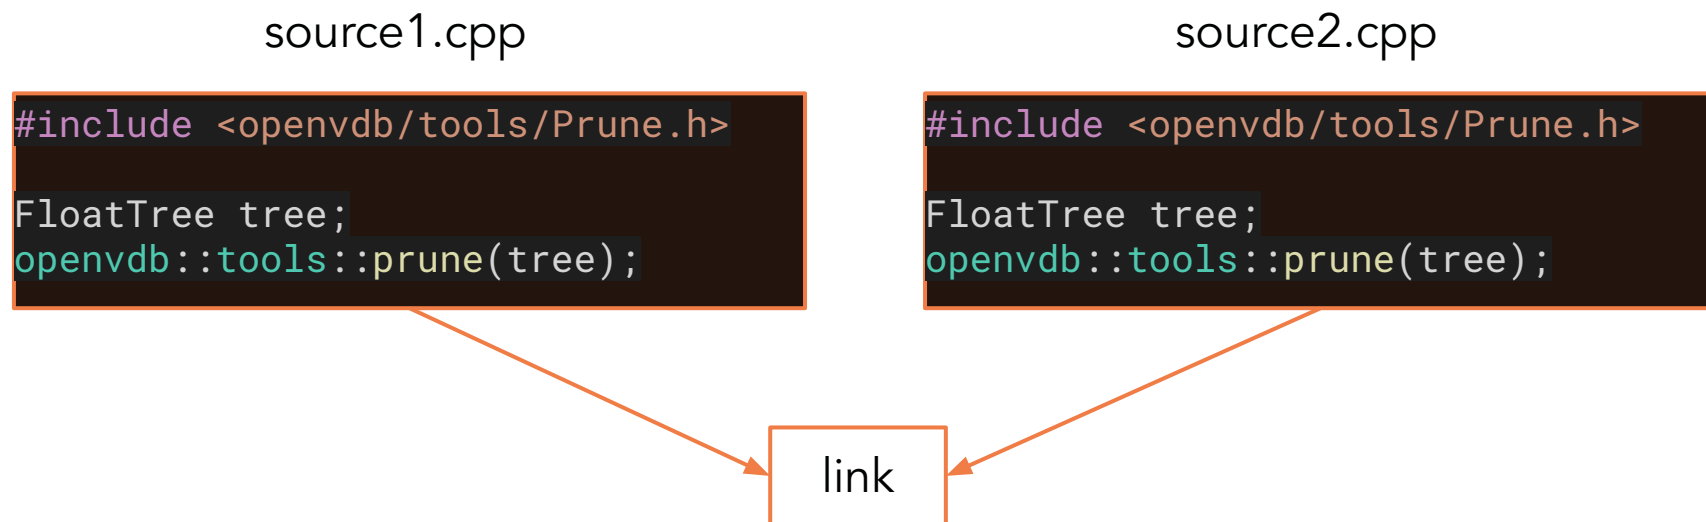 source1.cpp
#include <openvdb/tools/Prune.h>
FloatTree tree;
openvdb::tools::prune(tree);
source2.cpp
#include <openvdb/tools/Prune.h>
FloatTree tree;
openvdb::tools::prune(tree);
link